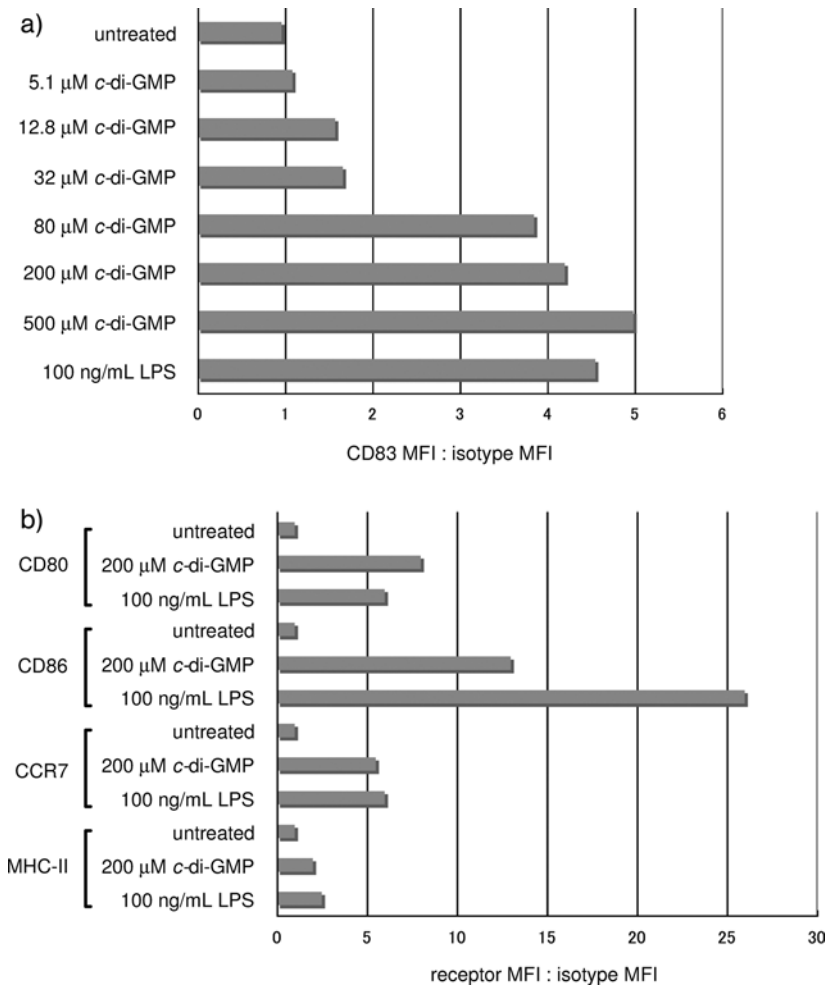 a)
untreated
5.1 μM c-di-GMP
12.8 μM c-di-GMP
32 μM c-di-GMP
80 μM c-di-GMP
200 μM c-di-GMP
500 μM c-di-GMP
100 ng/mL LPS
0 1 2 3 4 5 6
CD83 MFI : isotype MFI
b)
CD80
untreated
200 μM c-di-GMP
100 ng/mL LPS
CD86
untreated
200 μM c-di-GMP
100 ng/mL LPS
CCR7
untreated
200 μM c-di-GMP
100 ng/mL LPS
MHC-II
untreated
200 μM c-di-GMP
100 ng/mL LPS
0 5 10 15 20 25 30
receptor MFI : isotype MFI